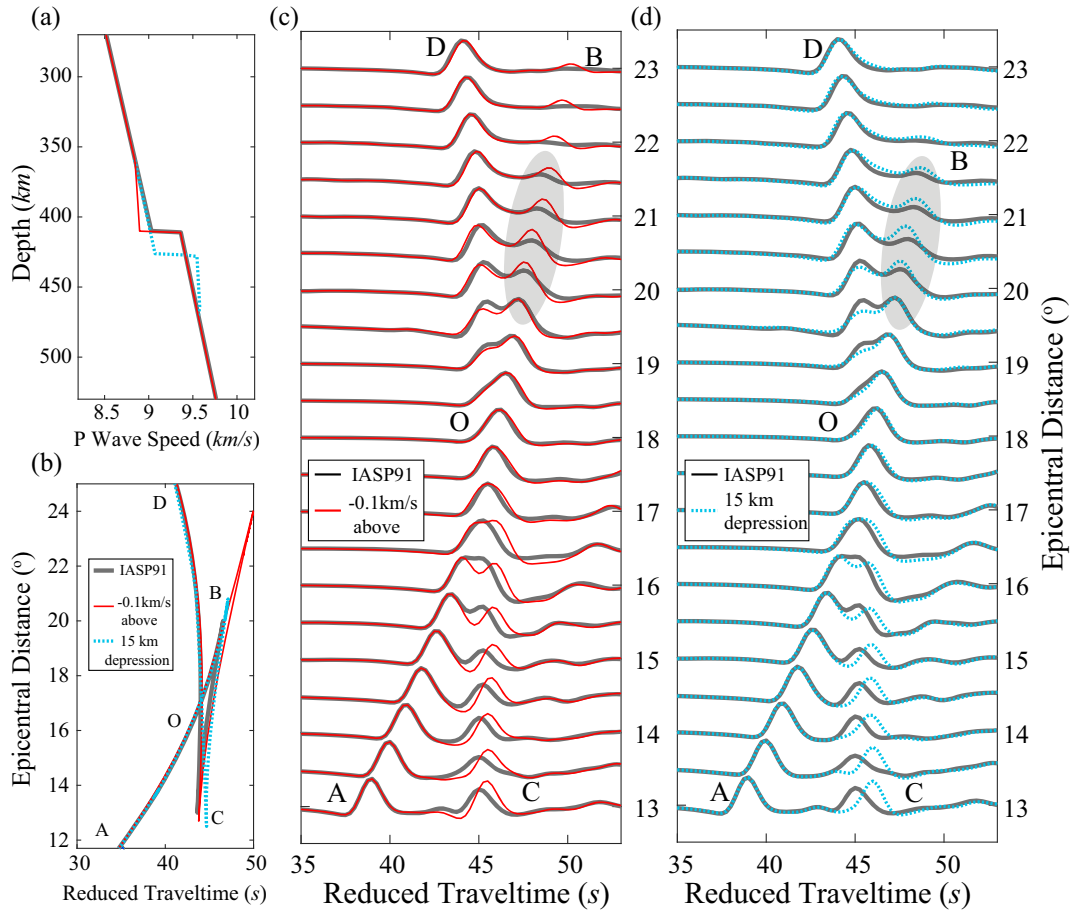 (a)
300
350
400
450
500
Depth (km)
8.2 9 9.5 10 10.2
P Wave Speed (km/s)
(b)
24
22
20
18
16
14
12
Epicentral Distance (º)
D
B
O
C
A
IASP91
-0.1km/s
above
15 km
depression
30 40 50
Reduced Traveltime (s)
(c)
D
B
O
A
C
IASP91
-0.1km/s
above
23
22
21
20
19
18
17
16
15
14
13
35 40 45 50
Reduced Traveltime (s)
(d)
D
B
O
A
C
IASP91
15 km
depression
23
22
21
20
19
18
17
16
15
14
13
Epicentral Distance (º)
35 40 45 50
Reduced Traveltime (s)